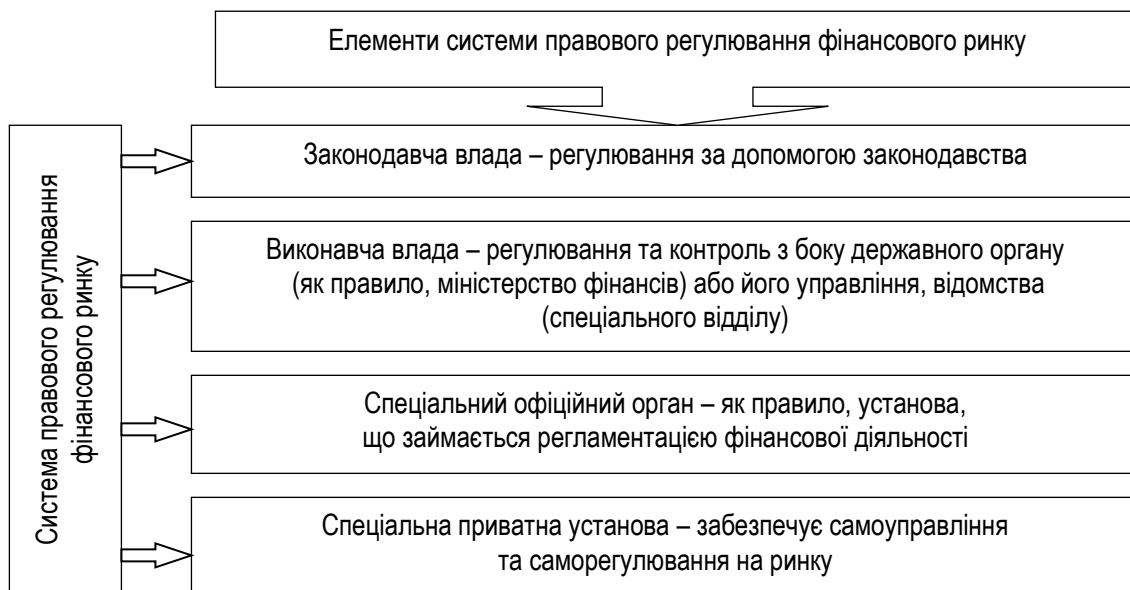 Елементи системи правового регулювання фінансового ринку
Система правового регулювання
фінансового ринку
Законодавча влада – регулювання за допомогою законодавства
Виконавча влада – регулювання та контроль з боку державного органу
(як правило, міністерство фінансів) або його управління, відомства
(спеціального відділу)
Спеціальний офіційний орган – як правило, установа,
що займається регламентацією фінансової діяльності
Спеціальна приватна установа – забезпечує самоуправління
та саморегулювання на ринку